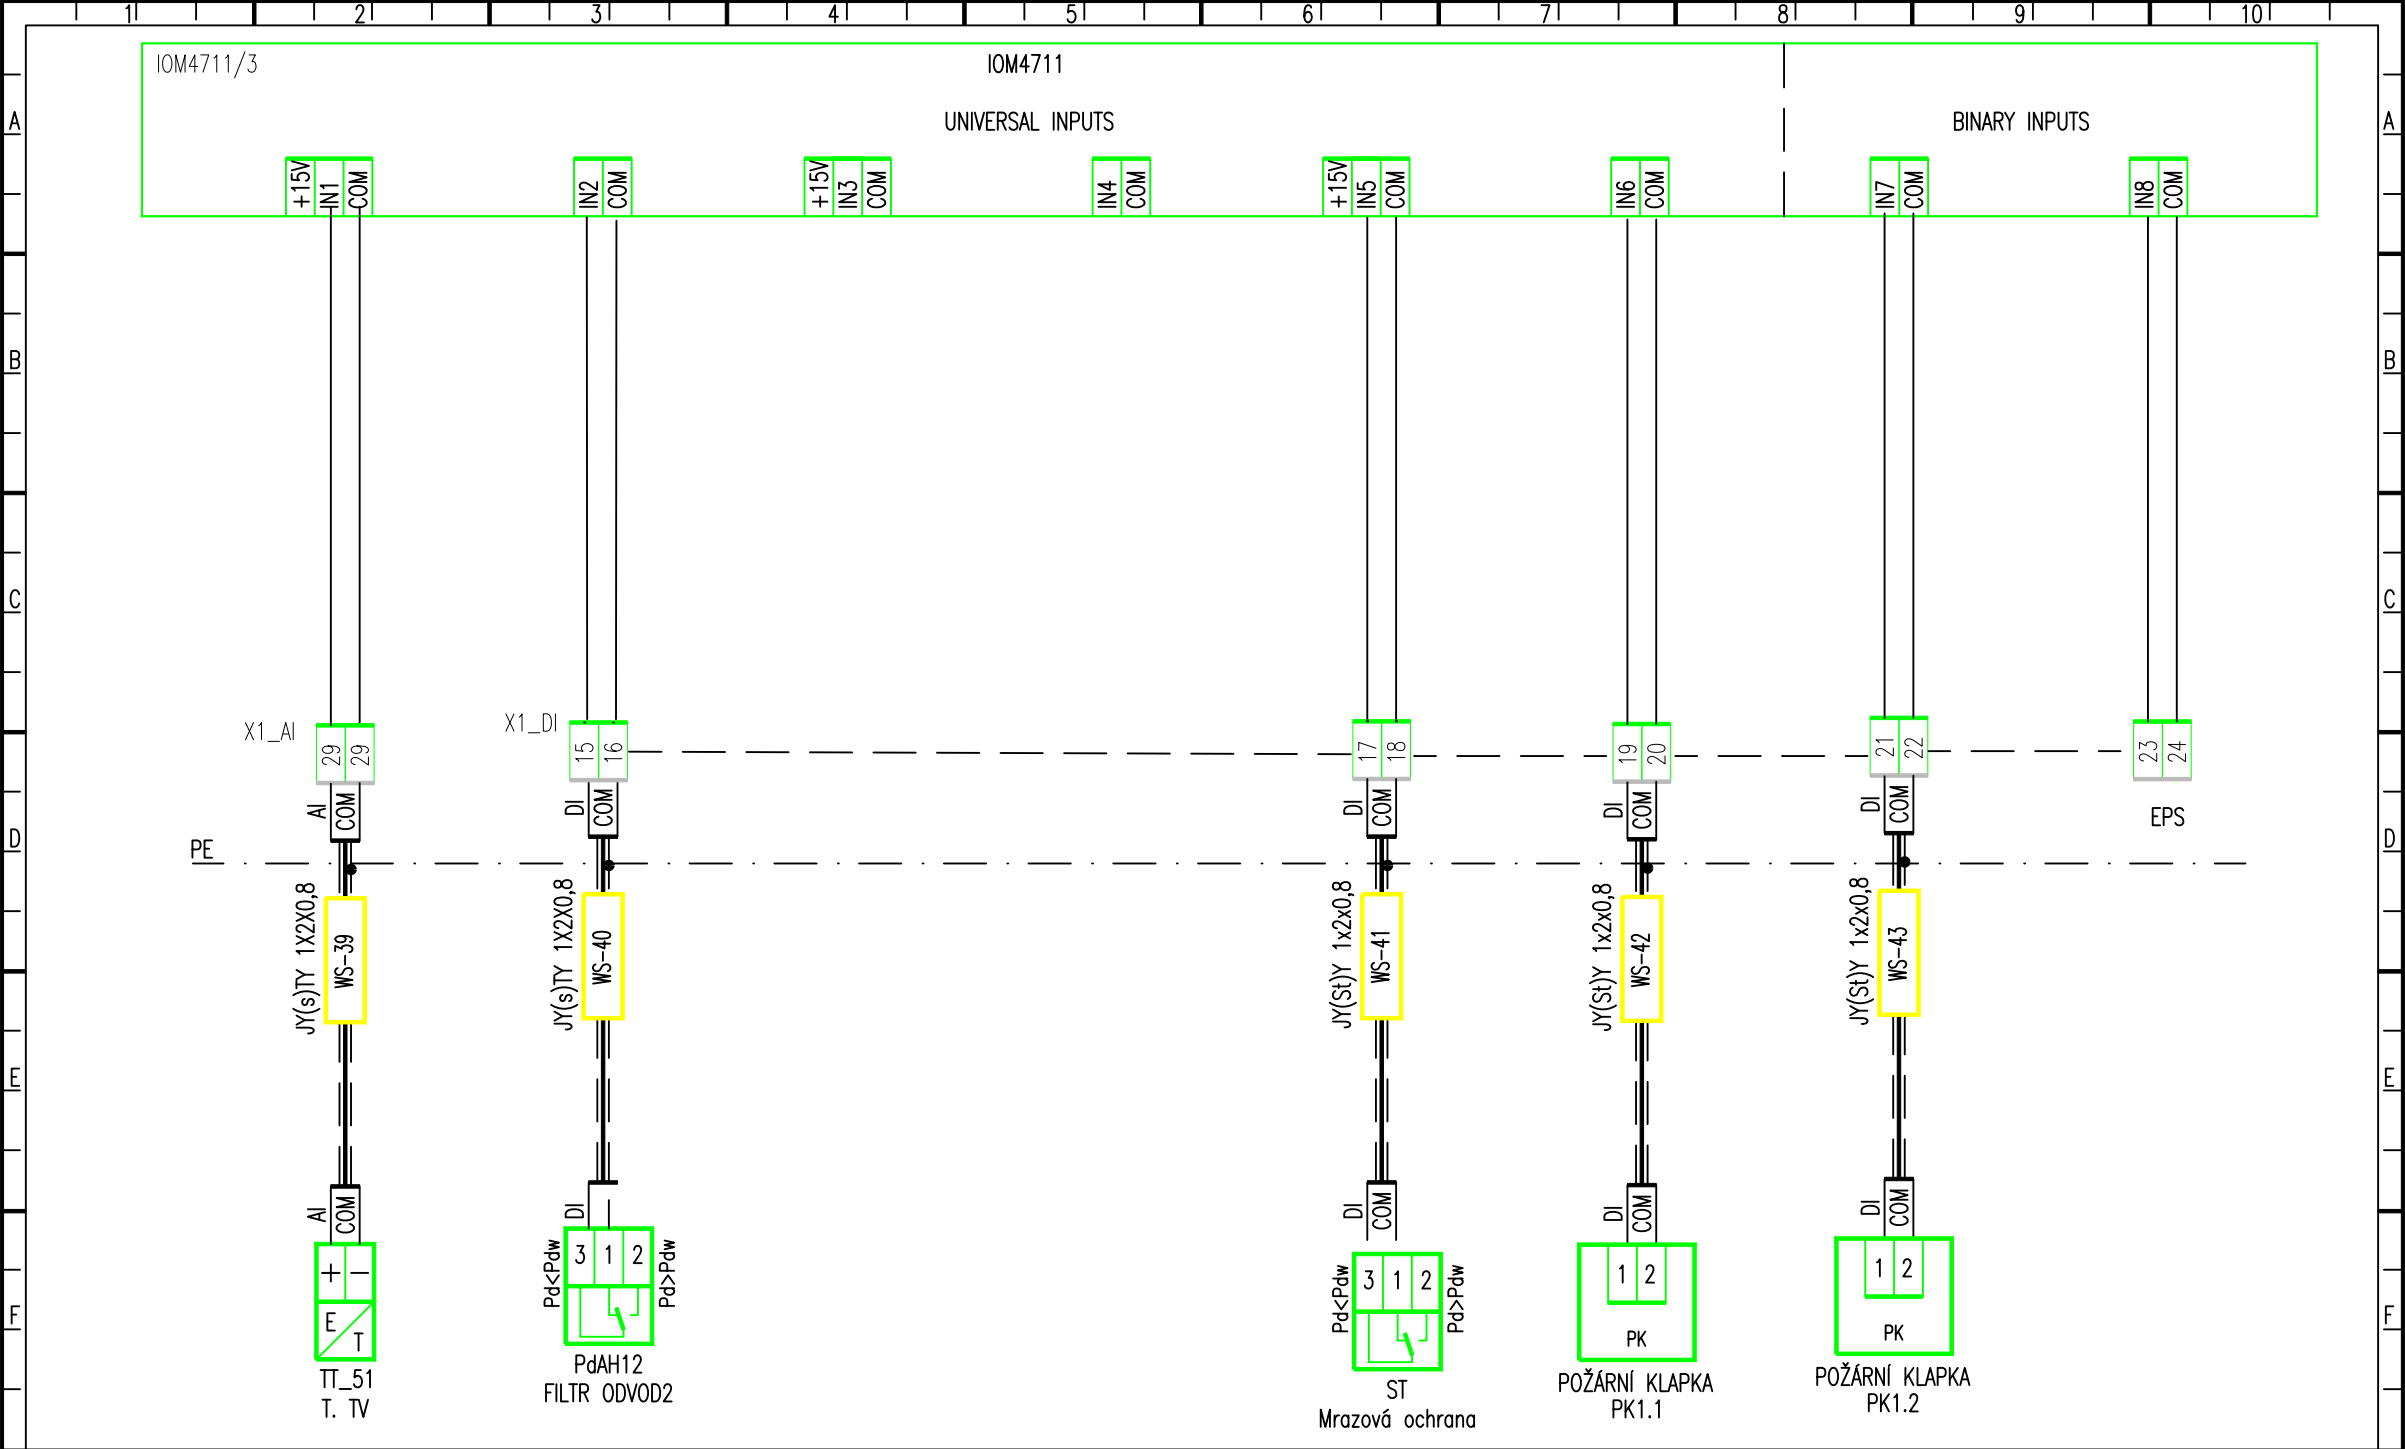 1 2 3 4 5 6 7 8 9 10
IOM4711/3
IOM4711
UNIVERSAL INPUTS
BINARY INPUTS
A
A
+15V IN1 COM
IN2 COM
+15V IN3 COM
IN4 COM
+15V IN5 COM
IN6 COM
IN7 COM
IN8 COM
B
B
C
C
X1_AI
29 29
X1_DI
15 16
17 18
19 20
21 22
23 24
AI COM
DI COM
DI COM
DI COM
DI COM
EPS
D
D
PE
JY(s)TY 1X2X0,8
WS-39
JY(s)TY 1X2X0,8
WS-40
JY(St)Y 1x2x0,8
WS-41
JY(St)Y 1x2x0,8
WS-42
JY(St)Y 1x2x0,8
WS-43
E
E
AI COM
DI
DI COM
DI COM
DI COM
+ −
Pd<Pdw
3 1 2
Pd>Pdw
Pd<Pdw
3 1 2
Pd>Pdw
1 2
1 2
F
F
E
T
PK
PK
TT_51
T. TV
PdAH12
FILTR ODVOD2
ST
Mrazová ochrana
POŽÁRNÍ KLAPKA
PK1.1
POŽÁRNÍ KLAPKA
PK1.2